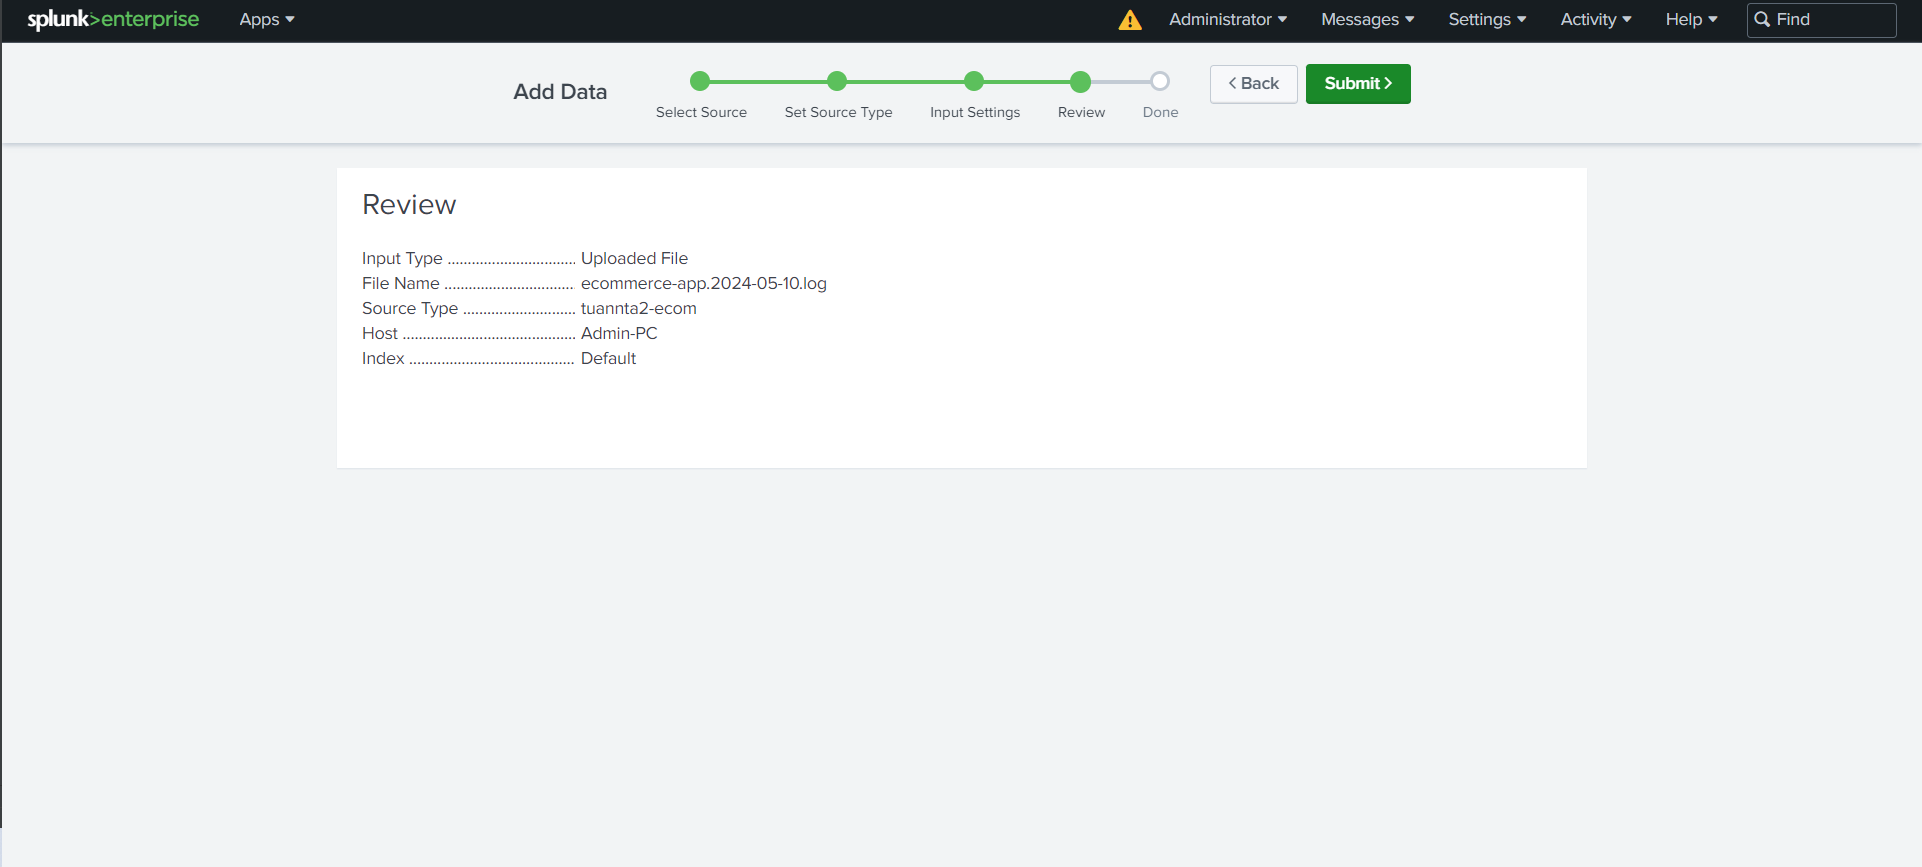 splunk>enterprise Apps Administrator Messages Settings Activity Help Find
Add Data
Select Source Set Source Type Input Settings Review Done
Back Submit
Review
Input Type ................................ Uploaded File
File Name ................................ ecommerce-app.2024-05-10.log
Source Type ............................ tuannta2-ecom
Host ........................................... Admin-PC
Index ......................................... Default